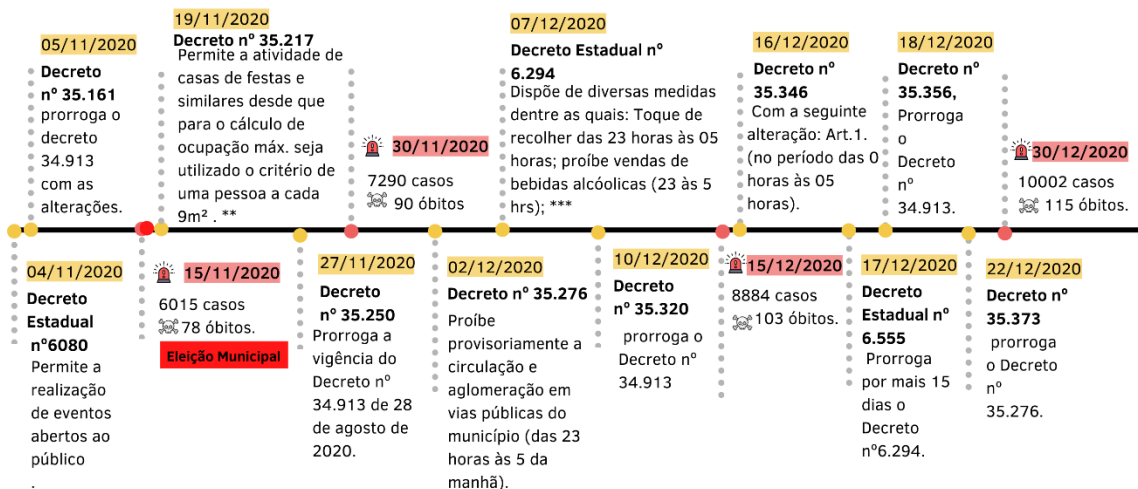 05/11/2020
Decreto
nº 35.161
prorroga o
decreto
34.913
com as
alterações.
19/11/2020
Decreto nº 35.217
Permite a atividade de
casas de festas e
similares desde que
para o cálculo de
ocupação máx. seja
utilizado o critério de
uma pessoa a cada
9m² . **
30/11/2020
7290 casos
90 óbitos
07/12/2020
Decreto Estadual nº
6.294
Dispõe de diversas medidas
dentre as quais: Toque de
recolher das 23 horas às 05
horas; proíbe vendas de
bebidas alcóolicas (23 às 5
hrs); ***
16/12/2020
Decreto nº
35.346
Com a seguinte
alteração: Art.1.
(no período das 0
horas às 05
horas).
18/12/2020
Decreto nº
35.356,
Prorroga
o
Decreto
nº
34.913.
30/12/2020
10002 casos
115 óbitos.
04/11/2020
Decreto
Estadual
nº6080
Permite a
realização
de eventos
abertos ao
público
.
15/11/2020
6015 casos
78 óbitos.
Eleição Municipal
27/11/2020
Decreto
nº 35.250
Prorroga a
vigência do
Decreto nº
34.913 de 28
de agosto de
2020.
02/12/2020
Decreto nº 35.276
Proíbe
provisoriamente a
circulação e
aglomeração em
vias públicas do
município (das 23
horas às 5 da
manhã).
10/12/2020
Decreto
nº 35.320
prorroga o
Decreto nº
34.913
15/12/2020
8884 casos
103 óbitos.
17/12/2020
Decreto
Estadual nº
6.555
Prorroga
por mais 15
dias o
Decreto
nº6.294.
22/12/2020
Decreto nº
35.373
prorroga
o Decreto
nº
35.276.